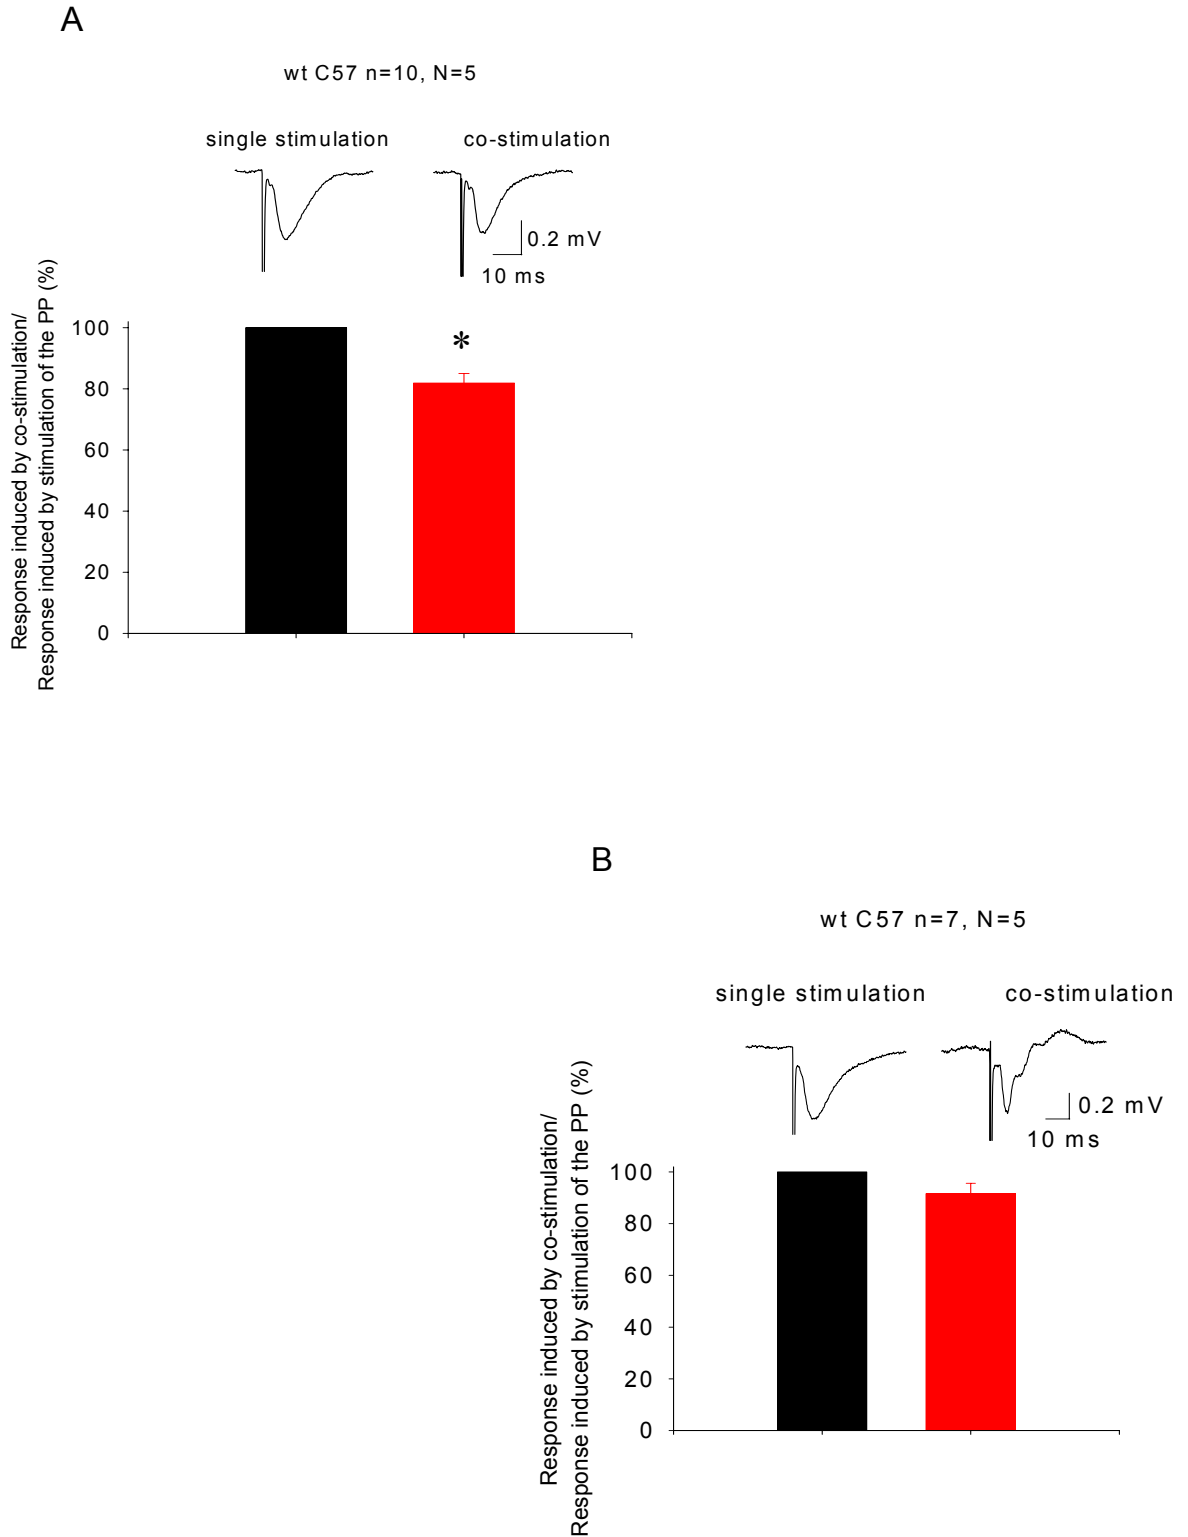 A
wt C57 n=10, N=5
single stimulation
co-stimulation
0.2 mV
10 ms
Response induced by co-stimulation/
Response induced by stimulation of the PP (%)
100
*
80
60
40
20
0
B
wt C57 n=7, N=5
single stimulation
co-stimulation
0.2 mV
10 ms
Response induced by co-stimulation/
Response induced by stimulation of the PP (%)
100
80
60
40
20
0